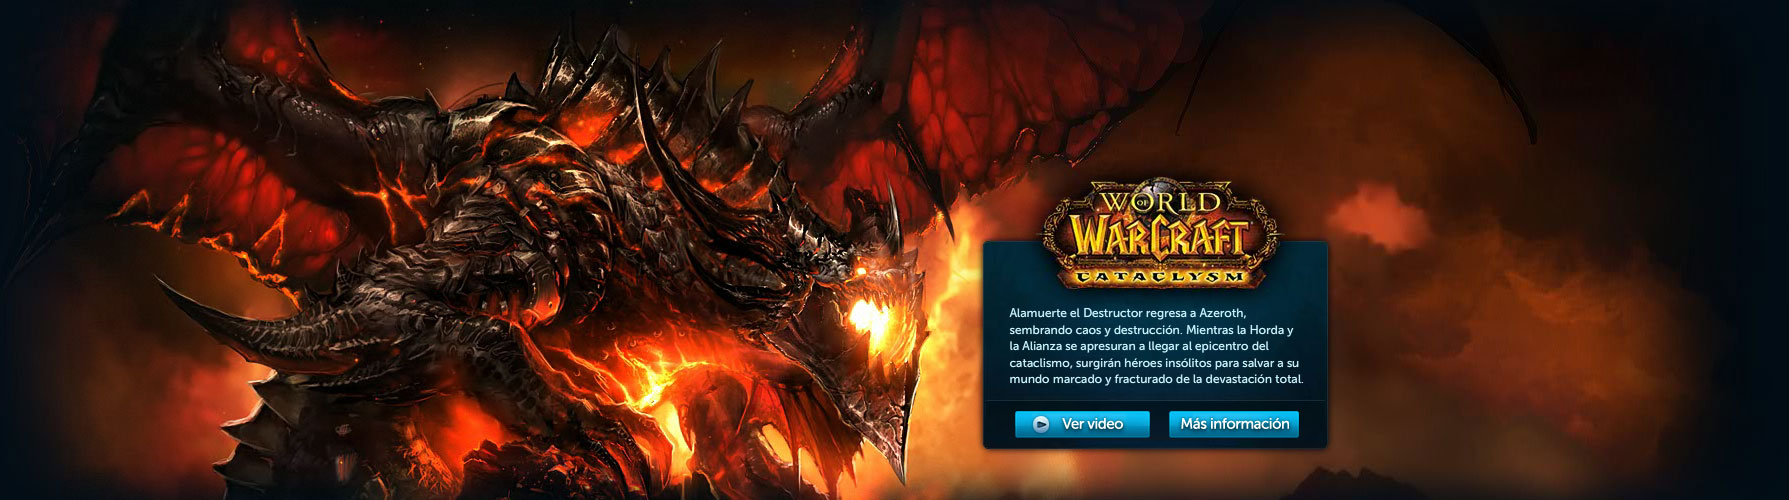 WORLD
OF
WARCRAFT
CATACLYSM
Alamuerte el Destructor regresa a Azeroth,
sembrando caos y destrucción. Mientras la Horda y
la Alianza se apresuran a llegar al epicentro del
cataclismo, surgirán héroes insólitos para salvar a su
mundo marcado y fracturado de la devastación total.
Ver video
Más información